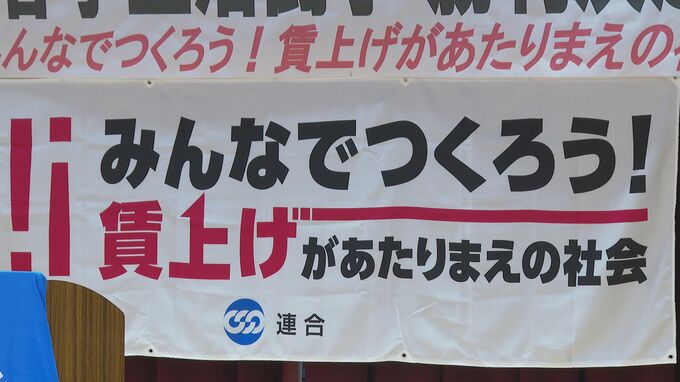 みんなでつくろう！賃上げがあたりまえの
みんなでつくろう！
賃上げがあたりまえの社会
連合